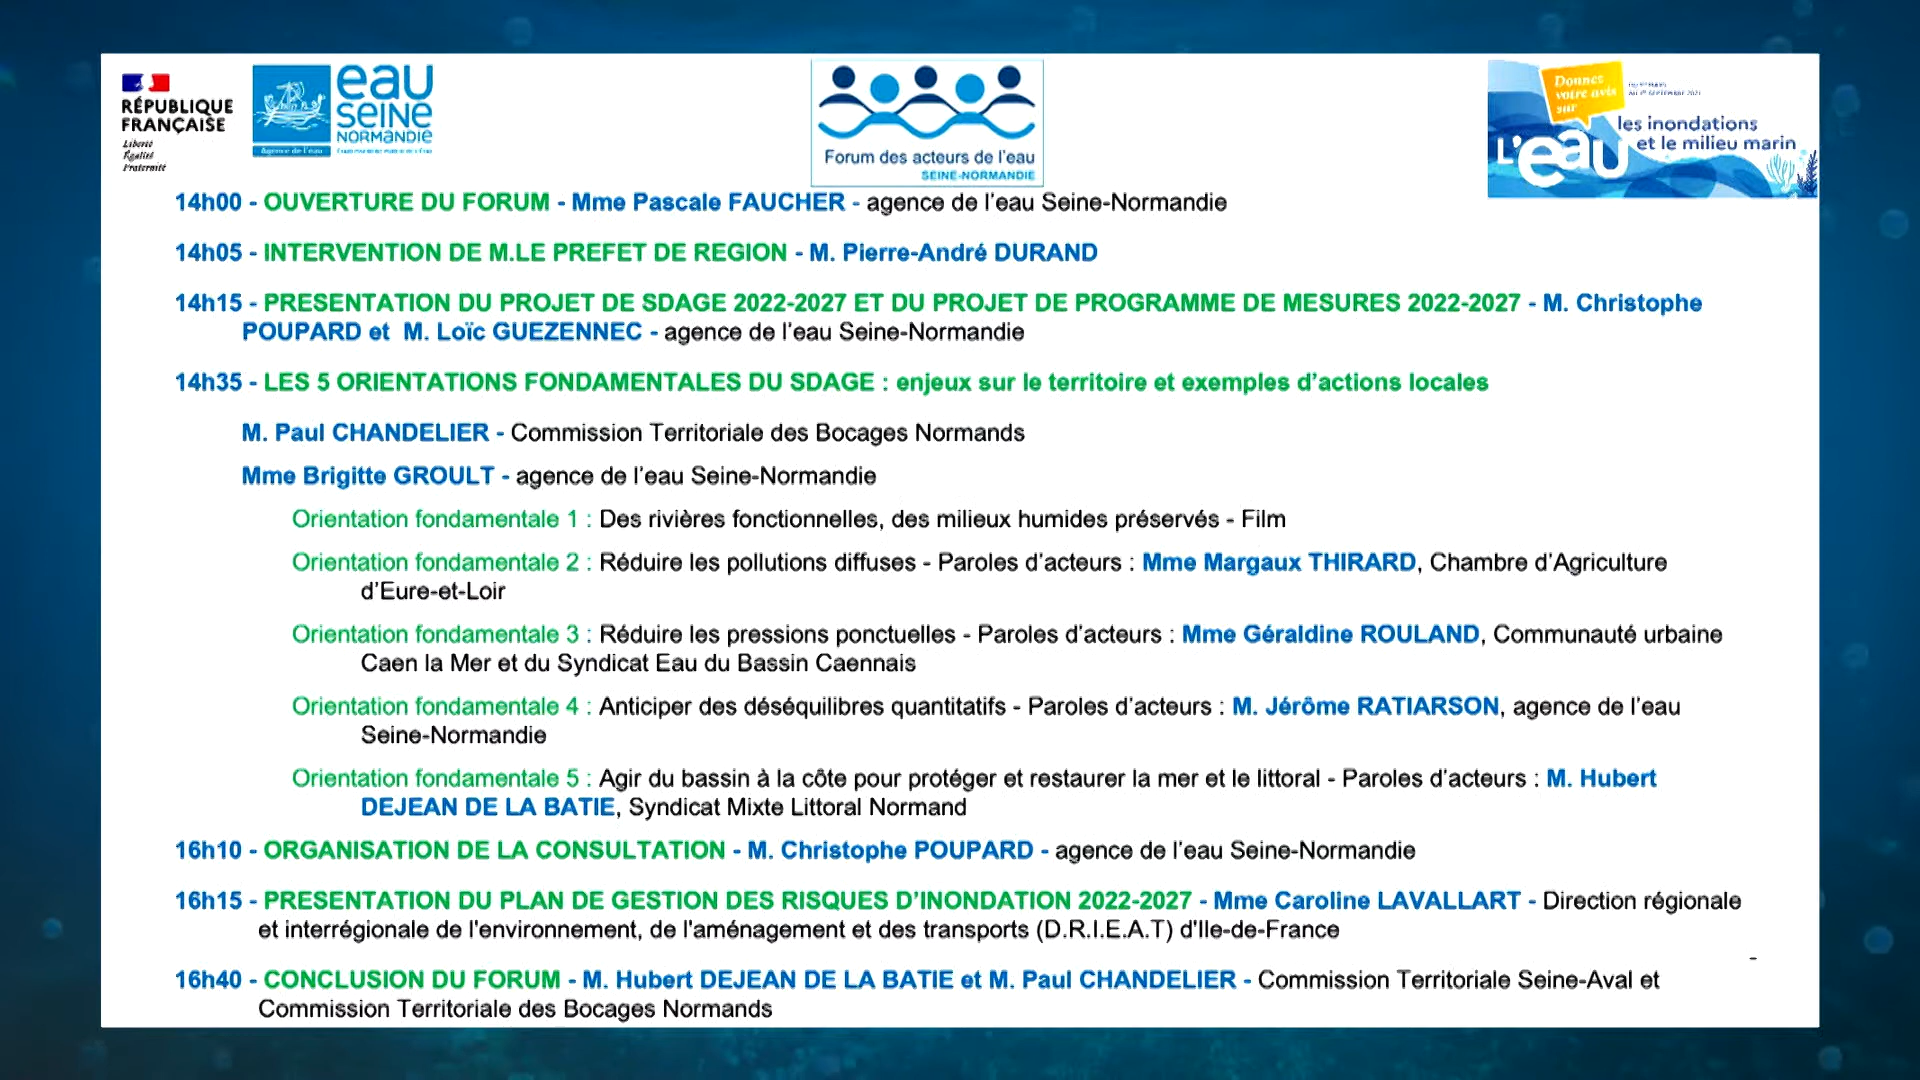 RÉPUBLIQUE
FRANÇAISE
Liberté
Égalité
Fraternité
eau
SEINE
NORMANDIE
Agence de l'eau
Forum des acteurs de l'eau
SEINE-NORMANDIE
Donnez
votre avis
sur
L'eau
les inondations
et le milieu marin
14h00 - OUVERTURE DU FORUM - Mme Pascale FAUCHER - agence de l'eau Seine-Normandie
14h05 - INTERVENTION DE M.LE PREFET DE REGION - M. Pierre-André DURAND
14h15 - PRESENTATION DU PROJET DE SDAGE 2022-2027 ET DU PROJET DE PROGRAMME DE MESURES 2022-2027 - M. Christophe
POUPARD et M. Loïc GUEZENNEC - agence de l'eau Seine-Normandie
14h35 - LES 5 ORIENTATIONS FONDAMENTALES DU SDAGE : enjeux sur le territoire et exemples d'actions locales
M. Paul CHANDELIER - Commission Territoriale des Bocages Normands
Mme Brigitte GROULT - agence de l'eau Seine-Normandie
Orientation fondamentale 1 : Des rivières fonctionnelles, des milieux humides préservés - Film
Orientation fondamentale 2 : Réduire les pollutions diffuses - Paroles d'acteurs : Mme Margaux THIRARD, Chambre d'Agriculture
d'Eure-et-Loir
Orientation fondamentale 3 : Réduire les pressions ponctuelles - Paroles d'acteurs : Mme Géraldine ROULAND, Communauté urbaine
Caen la Mer et du Syndicat Eau du Bassin Caennais
Orientation fondamentale 4 : Anticiper des déséquilibres quantitatifs - Paroles d'acteurs : M. Jérôme RATIARSON, agence de l'eau
Seine-Normandie
Orientation fondamentale 5 : Agir du bassin à la côte pour protéger et restaurer la mer et le littoral - Paroles d'acteurs : M. Hubert
DEJEAN DE LA BATIE, Syndicat Mixte Littoral Normand
16h10 - ORGANISATION DE LA CONSULTATION - M. Christophe POUPARD - agence de l'eau Seine-Normandie
16h15 - PRESENTATION DU PLAN DE GESTION DES RISQUES D'INONDATION 2022-2027 - Mme Caroline LAVALLART - Direction régionale
et interrégionale de l'environnement, de l'aménagement et des transports (D.R.I.E.A.T) d'Ile-de-France
16h40 - CONCLUSION DU FORUM - M. Hubert DEJEAN DE LA BATIE et M. Paul CHANDELIER - Commission Territoriale Seine-Aval et
Commission Territoriale des Bocages Normands